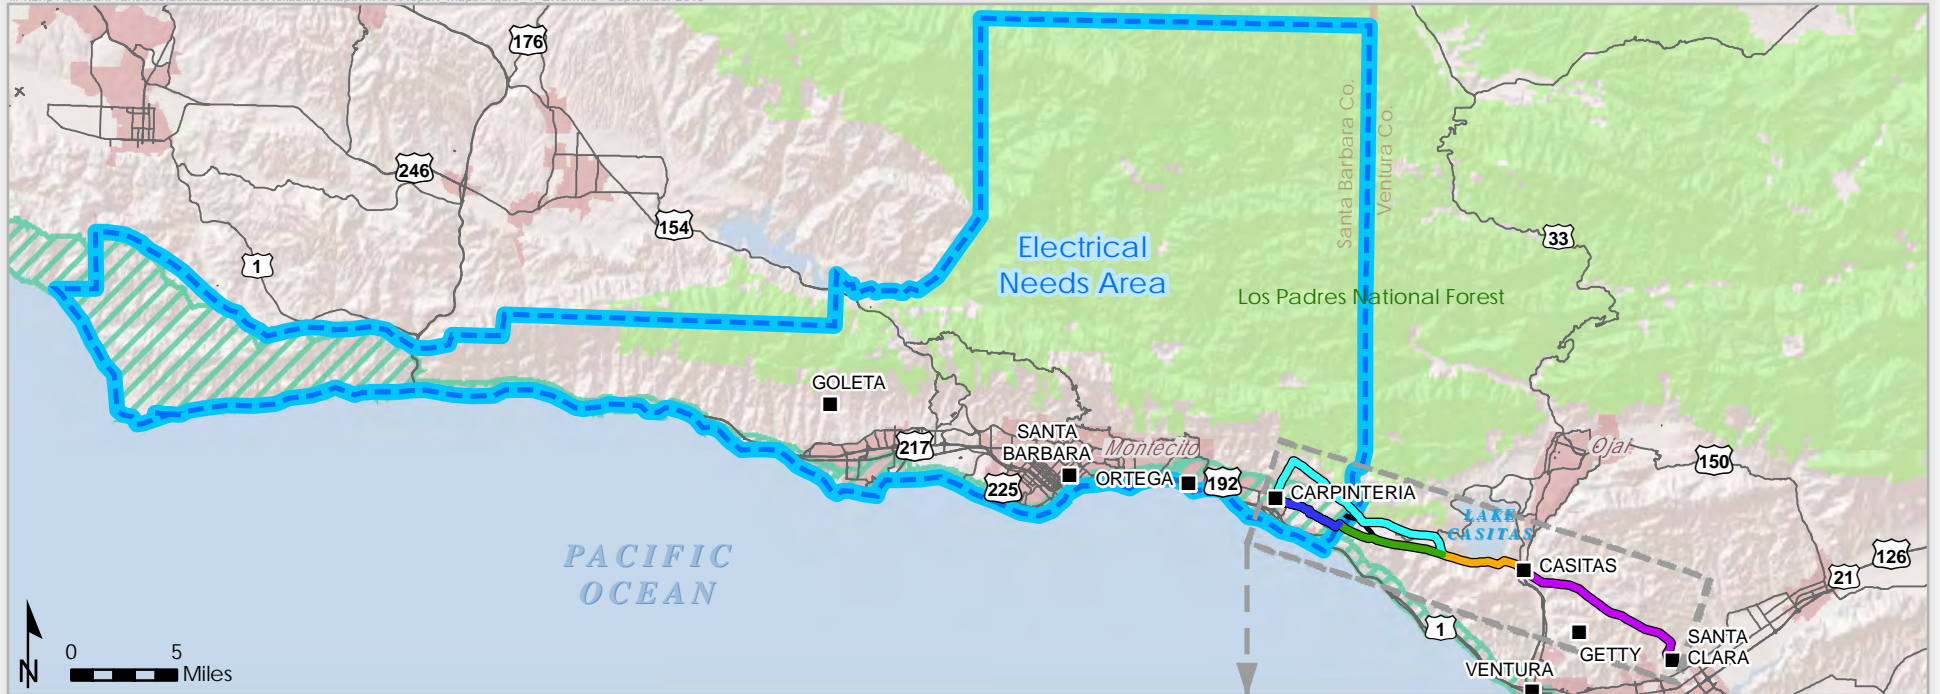 176
246
154
1
33
Santa Barbara Co.
Ventura Co.
Electrical
Needs Area
Los Padres National Forest
GOLETA
217
SANTA
BARBARA
Montecito
225
ORTEGA
192
CARPINTERIA
Ojai
150
LAKE
CASITAS
CASITAS
126
21
1
PACIFIC
OCEAN
GETTY
SANTA
CLARA
VENTURA
N
0 5
Miles